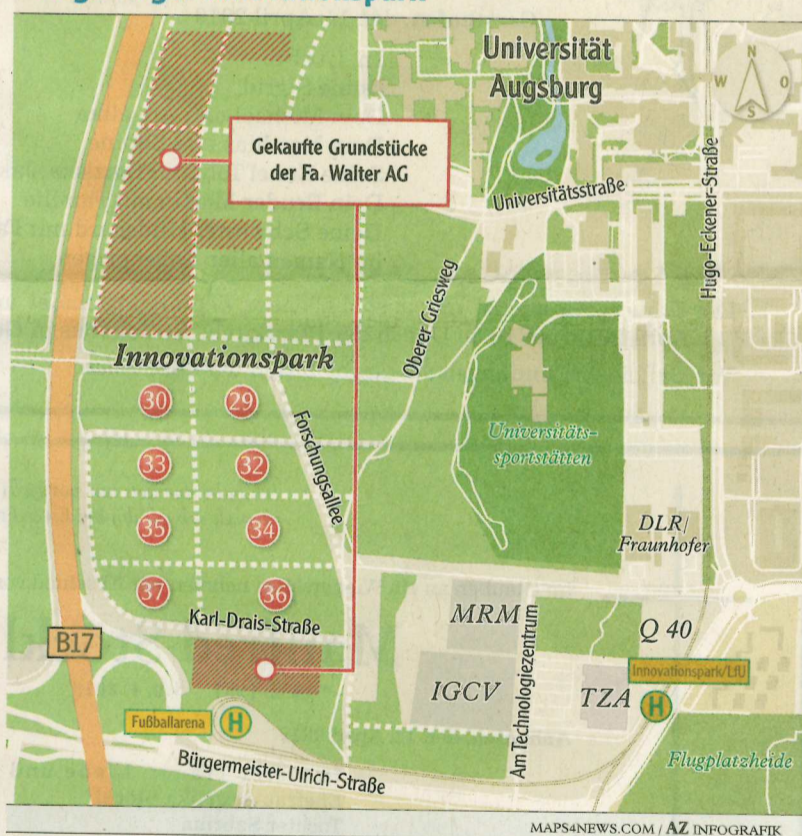 Universität
Augsburg
N
W
O
S
Gekaufte Grundstücke
der Fa. Walter AG
Universitätsstraße
Hugo-Eckener-Straße
Oberer Griesweg
Innovationspark
30
29
Forschungsallee
Universitäts-
sportstätten
33
32
35
34
DLR/
Fraunhofer
37
36
Karl-Drais-Straße
MRM
Am Technologiezentrum
Q 40
B17
Innovationspark/LfU
IGCV
TZA
H
Fußballarena
H
Flugplatzheide
Bürgermeister-Ulrich-Straße
MAPS4NEWS.COM / AZ INFOGRAFIK